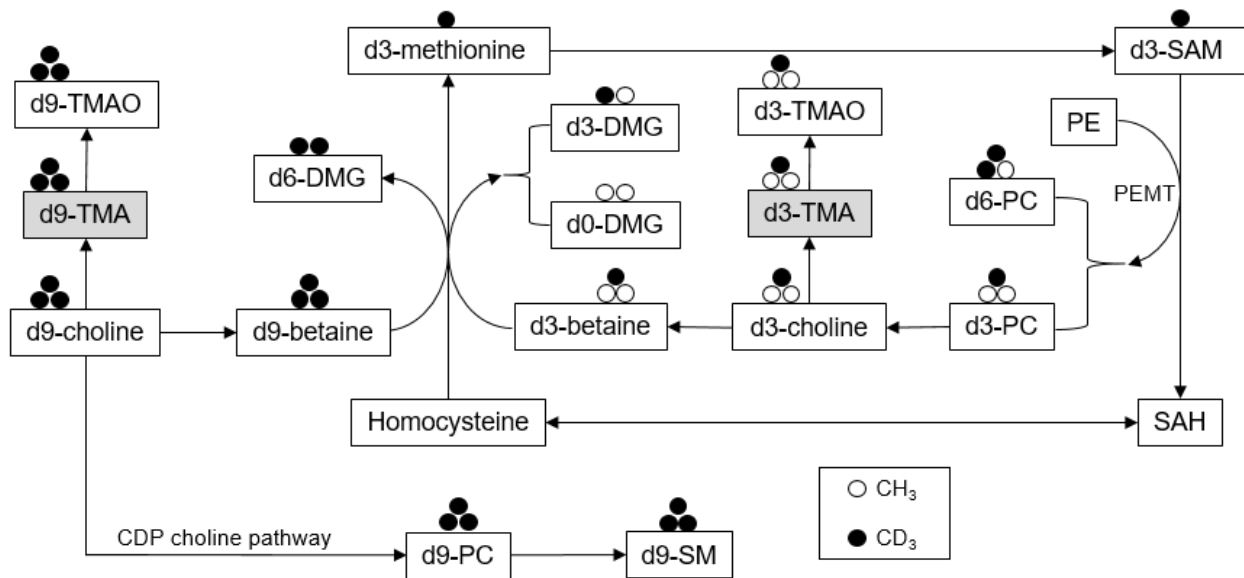 d3-methionine
d3-SAM
d9-TMAO
d3-DMG
d3-TMAO
PE
d6-DMG
d9-TMA
d0-DMG
d3-TMA
d6-PC
PEMT
d9-choline
d9-betaine
d3-betaine
d3-choline
d3-PC
Homocysteine
SAH
CH3
CD3
CDP choline pathway
d9-PC
d9-SM